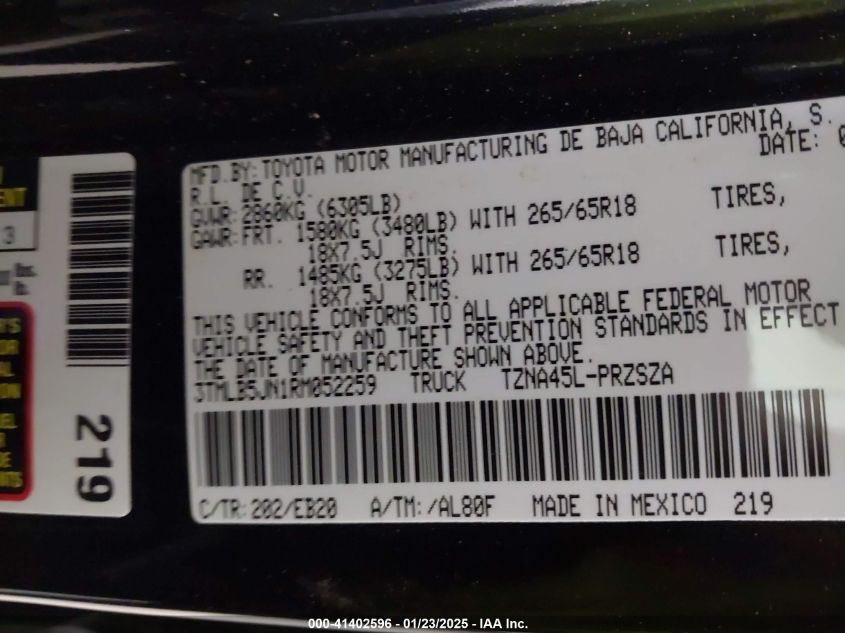 MFD.BY: TOYOTA MOTOR MANUFACTURING DE BAJA CALIFORNIA, S.
R.L. DE C.V. DATE: 0
GVWR: 2860KG (6305LB)
GAWR: FRT. 1580KG (3480LB) WITH 265/65R18 TIRES,
18X7.5J RIMS.
RR. 1485KG (3275LB) WITH 265/65R18 TIRES,
18X7.5J RIMS.
THIS VEHICLE CONFORMS TO ALL APPLICABLE FEDERAL MOTOR
VEHICLE SAFETY AND THEFT PREVENTION STANDARDS IN EFFECT
THE DATE OF MANUFACTURE SHOWN ABOVE.
3TMLB5JN1RM052259 TRUCK TZNA45L-PRZSZA
C/TR: 202/EB20 A/TM: /AL80F MADE IN MEXICO 219
219
3
000-41402596 - 01/23/2025 - IAA Inc.